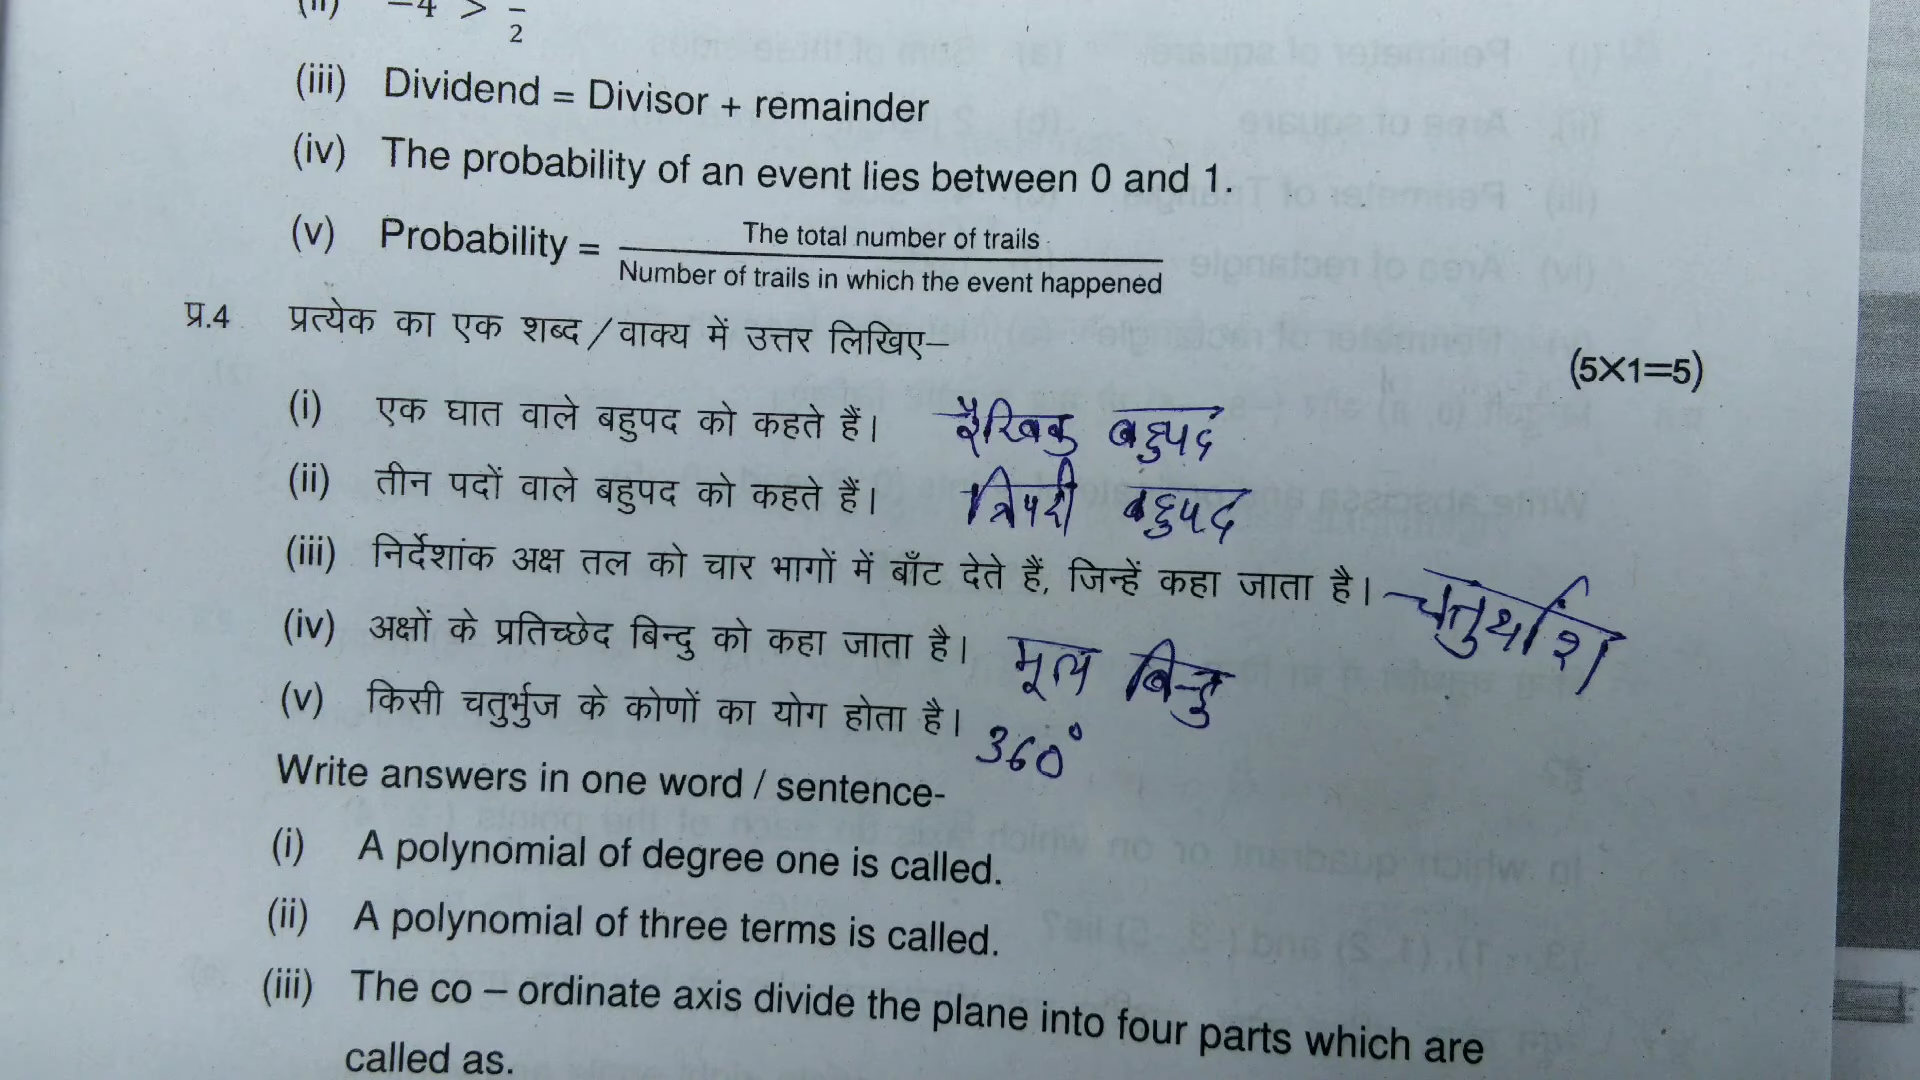 (ii) −4 > –/2
(iii) Dividend = Divisor + remainder
(iv) The probability of an event lies between 0 and 1.
(v) Probability = The total number of trails / Number of trails in which the event happened
प्र.4 प्रत्येक का एक शब्द / वाक्य में उत्तर लिखिए–
(5×1=5)
(i) एक घात वाले बहुपद को कहते हैं। रैखिक बहुपद
(ii) तीन पदों वाले बहुपद को कहते हैं। त्रिपदी बहुपद
(iii) निर्देशांक अक्ष तल को चार भागों में बाँट देते हैं, जिन्हें कहा जाता है। चतुर्थांश
(iv) अक्षों के प्रतिच्छेद बिन्दु को कहा जाता है। मूल बिन्दु
(v) किसी चतुर्भुज के कोणों का योग होता है। 360°
Write answers in one word / sentence-
(i) A polynomial of degree one is called.
(ii) A polynomial of three terms is called.
(iii) The co – ordinate axis divide the plane into four parts which are
called as.